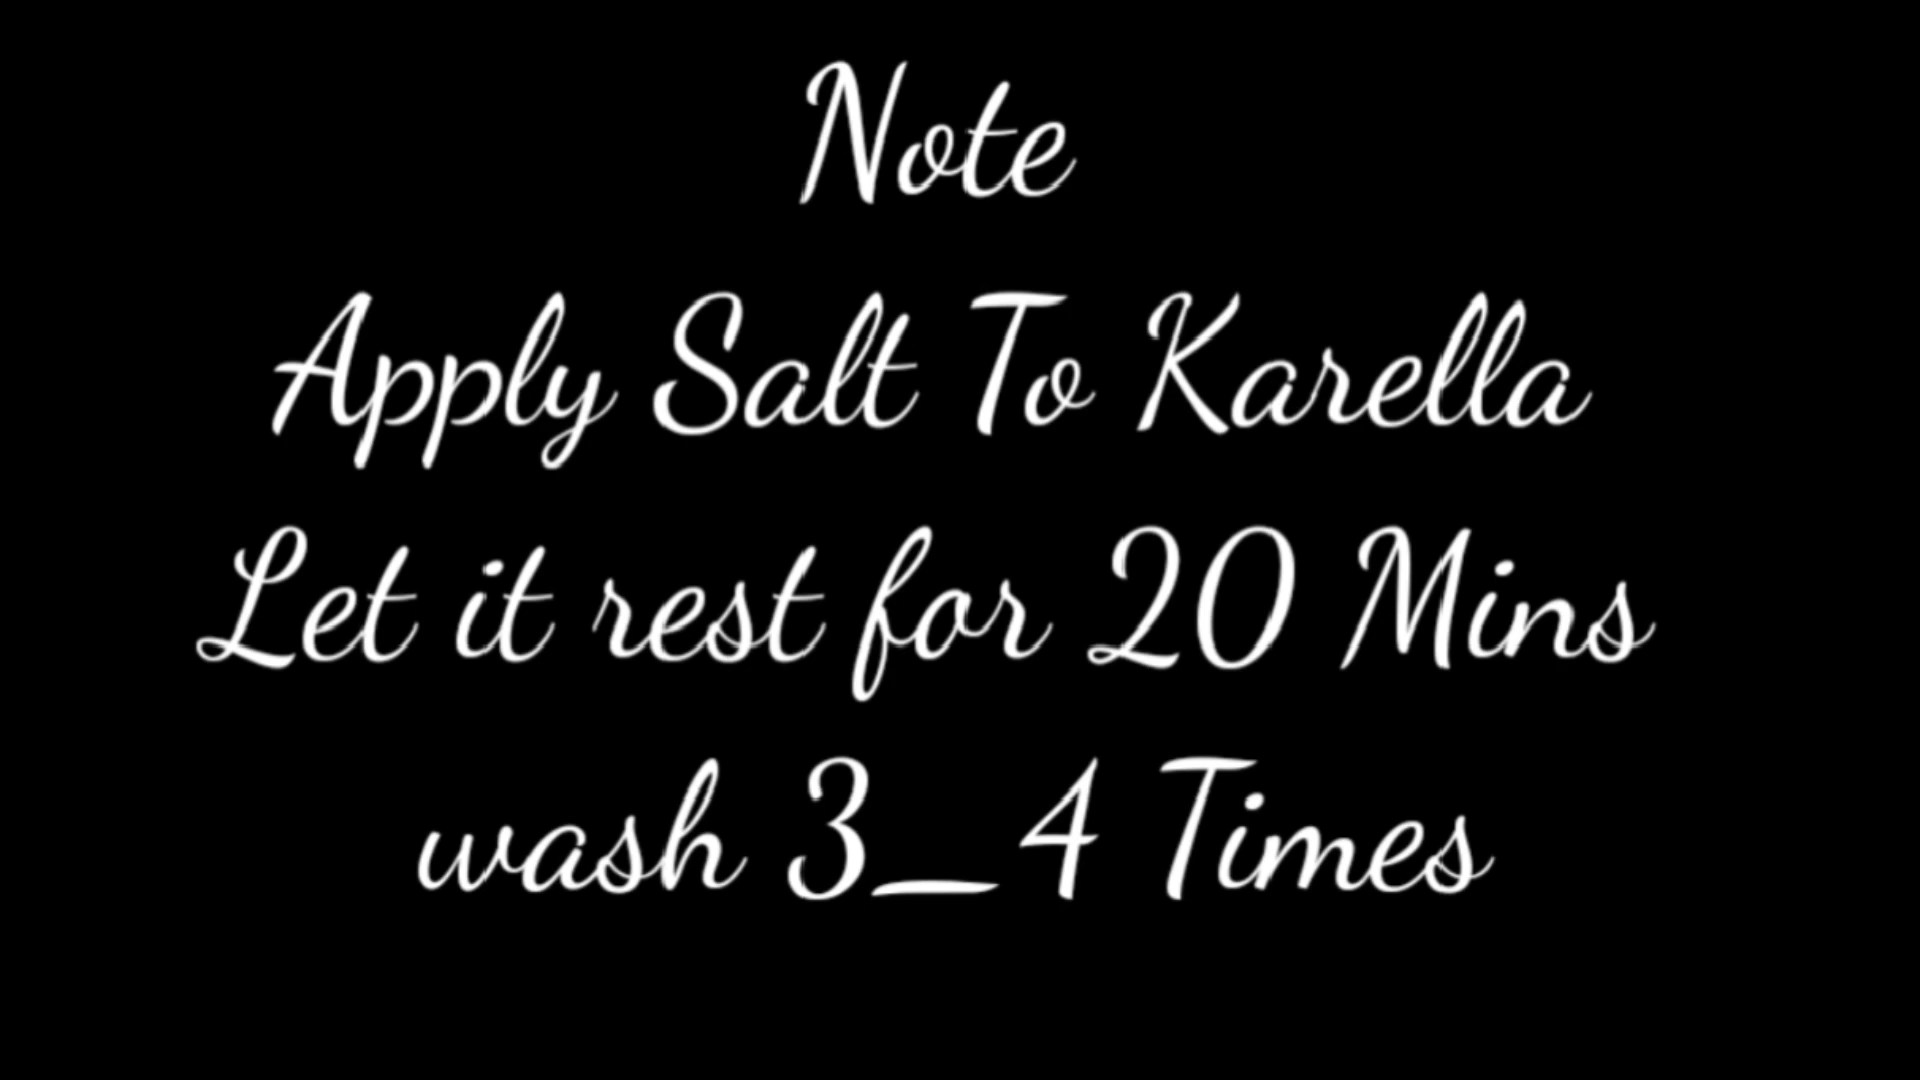 Note
Apply Salt To Karella
Let it rest for 20 Mins
wash 3_4 Times